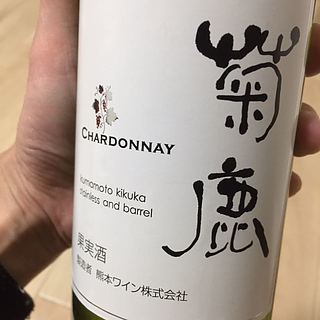 菊鹿
CHARDONNAY
kumamoto kikuka
stainless and barrel
果実酒
製造者 熊本ワイン株式会社